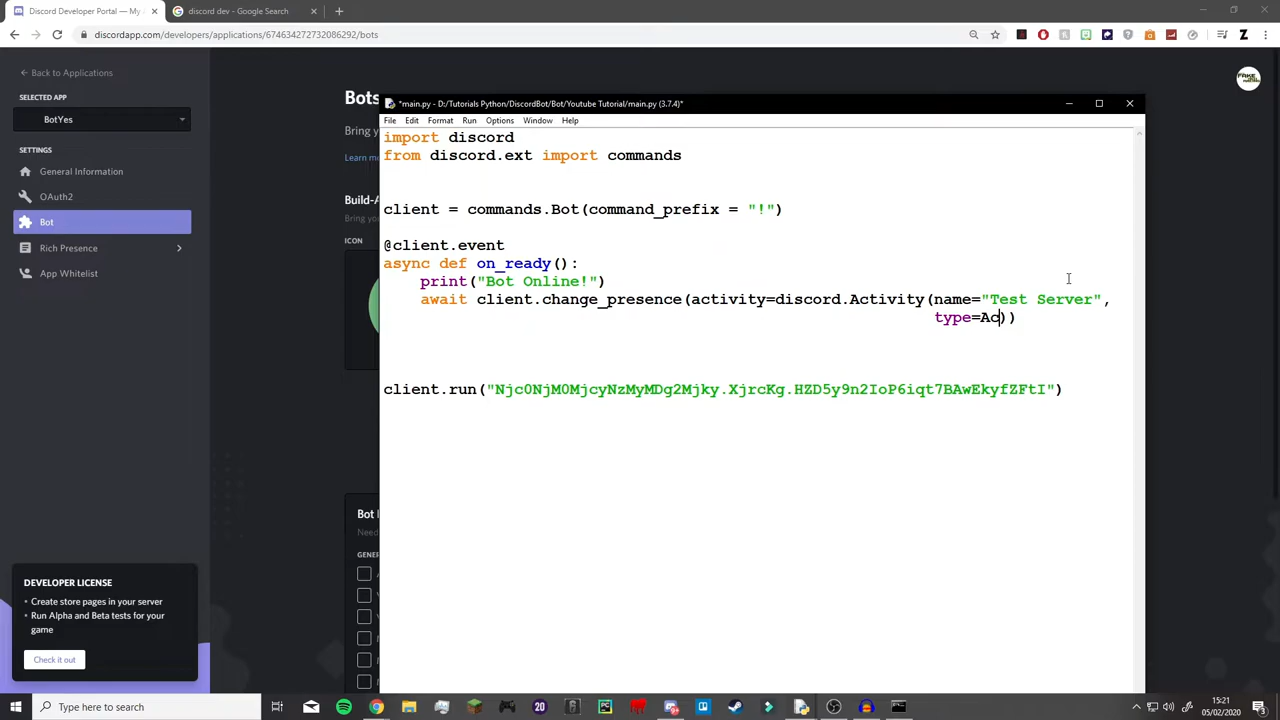 Discord Developer Portal — My A
discord dev - Google Search
discordapp.com/developers/applications/674634272732086292/bots
Back to Applications
SELECTED APP
BotYes
SETTINGS
General Information
OAuth2
Bot
Rich Presence
App Whitelist
DEVELOPER LICENSE
Create store pages in your server
Run Alpha and Beta tests for your
game
Check it out
Bots
Bring y
Learn m
Build-A
Bring you
ICON
Bot
Need
GENER
*main.py - D:/Tutorials Python/DiscordBot/Bot/Youtube Tutorial/main.py (3.7.4)*
File Edit Format Run Options Window Help
import discord
from discord.ext import commands
client = commands.Bot(command_prefix = "!")
@client.event
async def on_ready():
print("Bot Online!")
await client.change_presence(activity=discord.Activity(name="Test Server",
type=Ac))
client.run("Njc0NjM0MjcyNzMyMDg2Mjky.XjrcKg.HZD5y9n2IoP6iqt7BAwEkyfZFtI")
Type here to search
15:21
05/02/2020